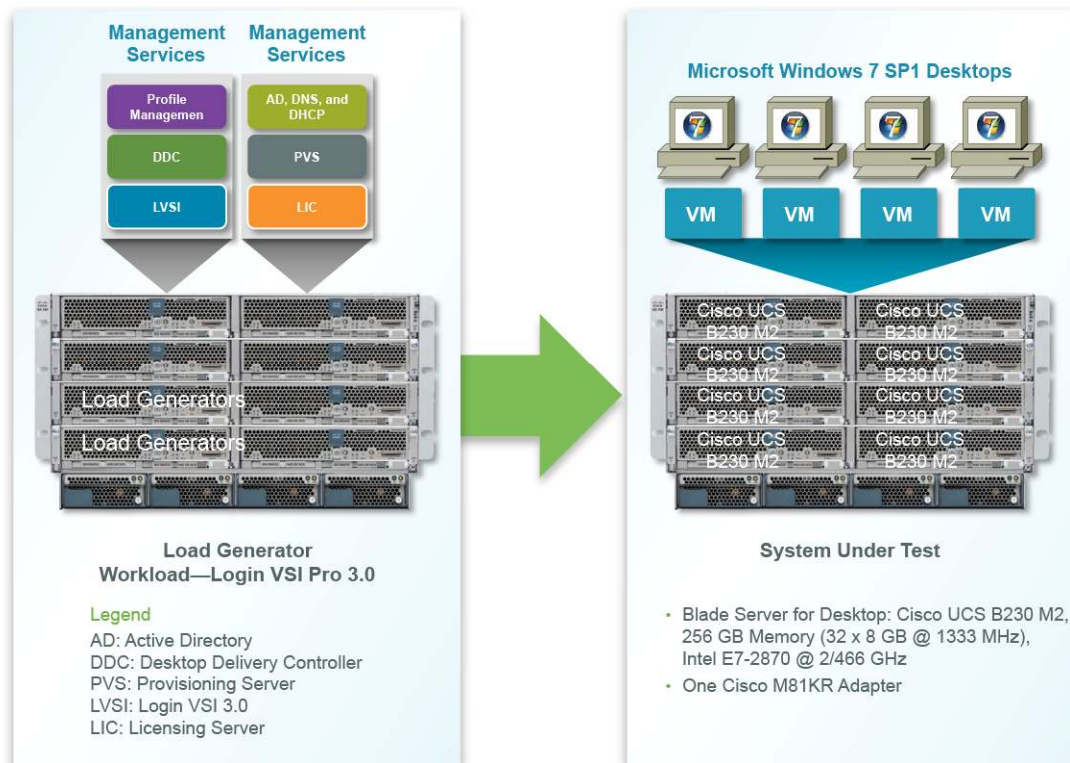 Management
Services
Management
Services
Profile
Managemen
AD, DNS, and
DHCP
DDC
PVS
LVSI
LIC
Load Generators
Load Generators
Load Generator
Workload—Login VSI Pro 3.0
Legend
AD: Active Directory
DDC: Desktop Delivery Controller
PVS: Provisioning Server
LVSI: Login VSI 3.0
LIC: Licensing Server
Microsoft Windows 7 SP1 Desktops
7
7
7
7
VM
VM
VM
VM
Cisco UCS
B230 M2
Cisco UCS
B230 M2
Cisco UCS
B230 M2
Cisco UCS
B230 M2
Cisco UCS
B230 M2
Cisco UCS
B230 M2
Cisco UCS
B230 M2
Cisco UCS
B230 M2
System Under Test
• Blade Server for Desktop: Cisco UCS B230 M2,
256 GB Memory (32 x 8 GB @ 1333 MHz),
Intel E7-2870 @ 2/466 GHz
• One Cisco M81KR Adapter